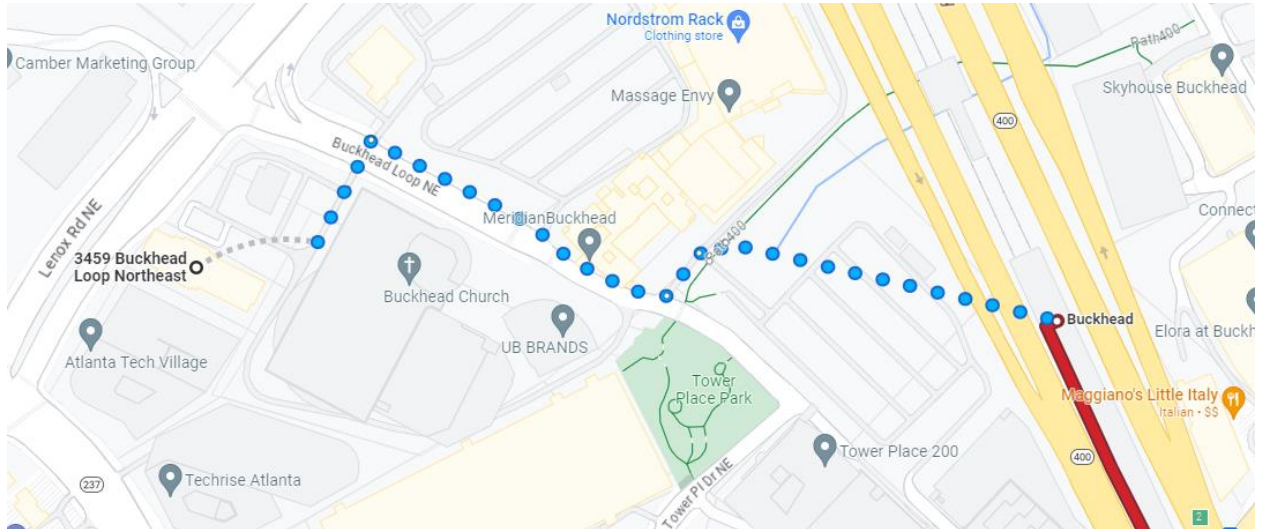 Nordstrom Rack
Clothing store
Camber Marketing Group
Path400
Skyhouse Buckhead
Massage Envy
400
Buckhead Loop NE
Lenox Rd NE
MeridianBuckhead
Path400
Connect
3459 Buckhead
Loop Northeast
Buckhead Church
Buckhead
UB BRANDS
Elora at Buckh
Atlanta Tech Village
Tower
Place Park
Maggiano's Little Italy
Italian • $$
Tower Place 200
400
Techrise Atlanta
237
Tower Pl Dr NE
2